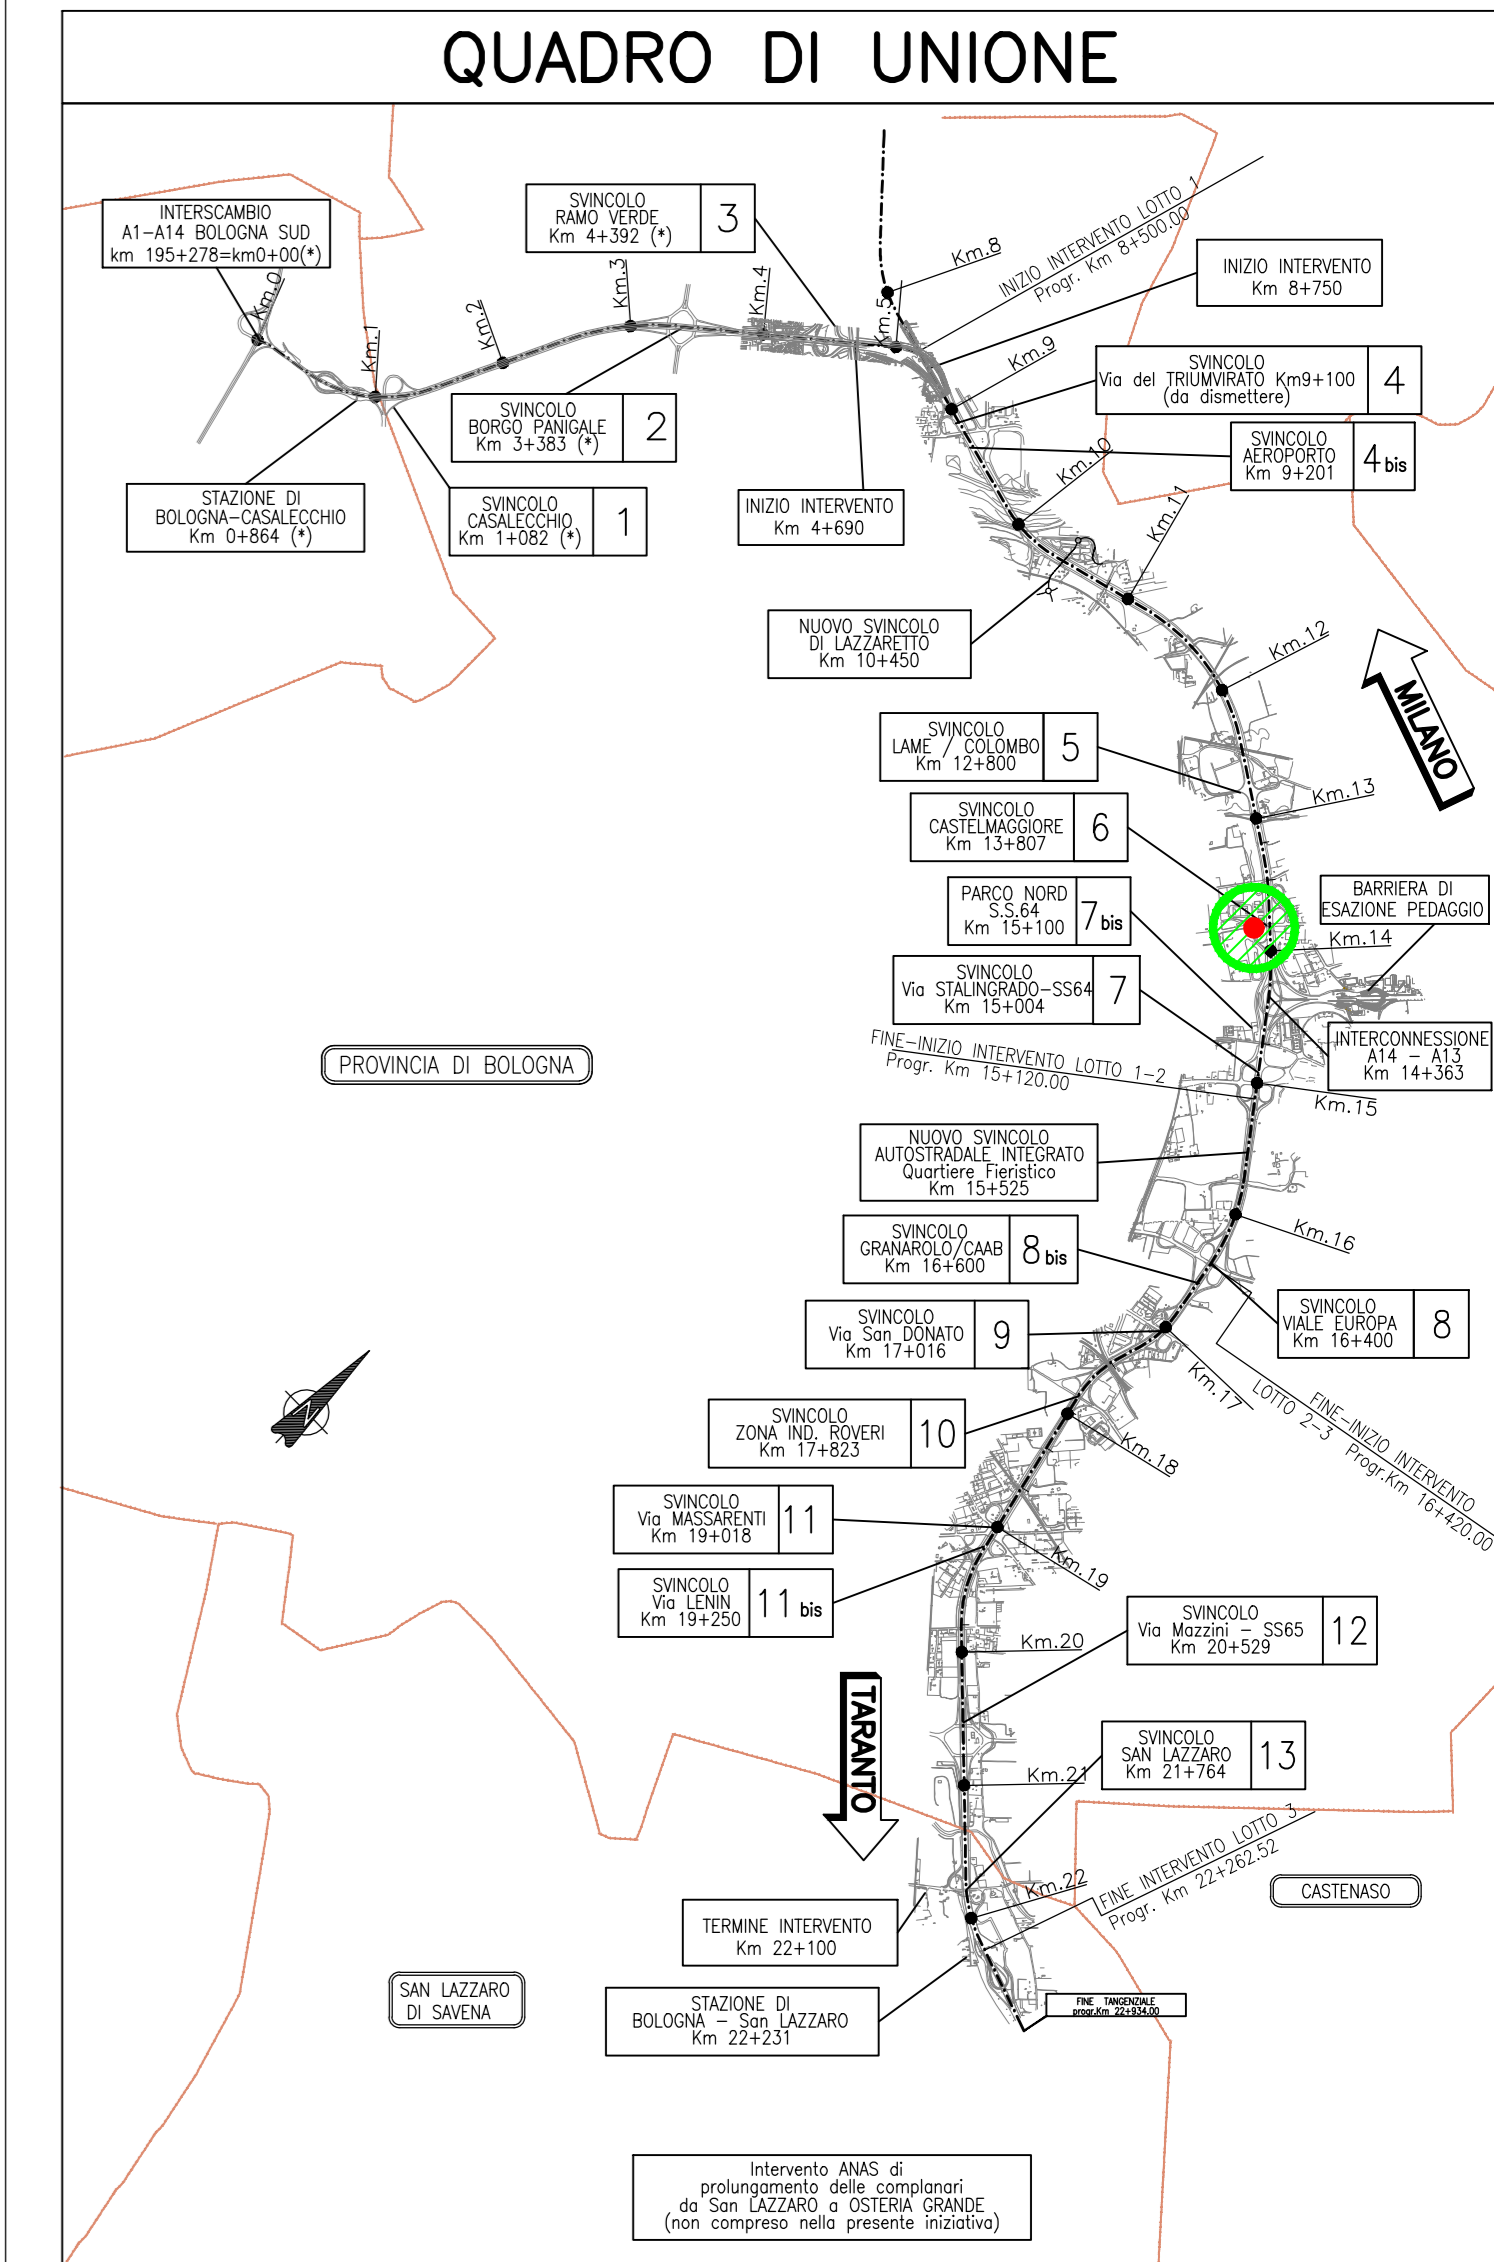 QUADRO DI UNIONE
INTERSCAMBIO
A1-A14 BOLOGNA SUD
km 195+278=km0+00(*)
SVINCOLO
RAMO VERDE
Km 4+392 (*)
3
Km.0
Km.1
Km.2
Km.3
Km.4
Km.5
Km.8
INIZIO INTERVENTO LOTTO 1
Progr. Km 8+500.00
INIZIO INTERVENTO
Km 8+750
Km.9
SVINCOLO
Via del TRIUMVIRATO Km9+100
(da dismettere)
4
SVINCOLO
BORGO PANIGALE
Km 3+383 (*)
2
SVINCOLO
AEROPORTO
Km 9+201
4 bis
STAZIONE DI
BOLOGNA-CASALECCHIO
Km 0+864 (*)
SVINCOLO
CASALECCHIO
Km 1+082 (*)
1
INIZIO INTERVENTO
Km 4+690
Km.10
Km.11
NUOVO SVINCOLO
DI LAZZARETTO
Km 10+450
Km.12
MILANO
SVINCOLO
LAME / COLOMBO
Km 12+800
5
Km.13
SVINCOLO
CASTELMAGGIORE
Km 13+807
6
PARCO NORD
S.S.64
Km 15+100
7 bis
BARRIERA DI
ESAZIONE PEDAGGIO
Km.14
SVINCOLO
Via STALINGRADO-SS64
Km 15+004
7
FINE-INIZIO INTERVENTO LOTTO 1-2
Progr. Km 15+120.00
INTERCONNESSIONE
A14 - A13
Km 14+363
PROVINCIA DI BOLOGNA
Km.15
NUOVO SVINCOLO
AUTOSTRADALE INTEGRATO
Quartiere Fieristico
Km 15+525
Km.16
SVINCOLO
GRANAROLO/CAAB
Km 16+600
8 bis
SVINCOLO
Via San DONATO
Km 17+016
9
SVINCOLO
VIALE EUROPA
Km 16+400
8
Km.17
FINE-INIZIO INTERVENTO
LOTTO 2-3 Progr.Km 16+420.00
SVINCOLO
ZONA IND. ROVERI
Km 17+823
10
Km.18
SVINCOLO
Via MASSARENTI
Km 19+018
11
Km.19
SVINCOLO
Via LENIN
Km 19+250
11 bis
SVINCOLO
Via Mazzini - SS65
Km 20+529
12
Km.20
TARANTO
SVINCOLO
SAN LAZZARO
Km 21+764
13
Km.21
FINE INTERVENTO LOTTO 3
Progr. Km 22+262.52
Km.22
CASTENASO
TERMINE INTERVENTO
Km 22+100
SAN LAZZARO
DI SAVENA
STAZIONE DI
BOLOGNA - San LAZZARO
Km 22+231
FINE TANGENZIALE
progr.Km 22+934.00
Intervento ANAS di
prolungamento delle complanari
da San LAZZARO a OSTERIA GRANDE
(non compreso nella presente iniziativa)